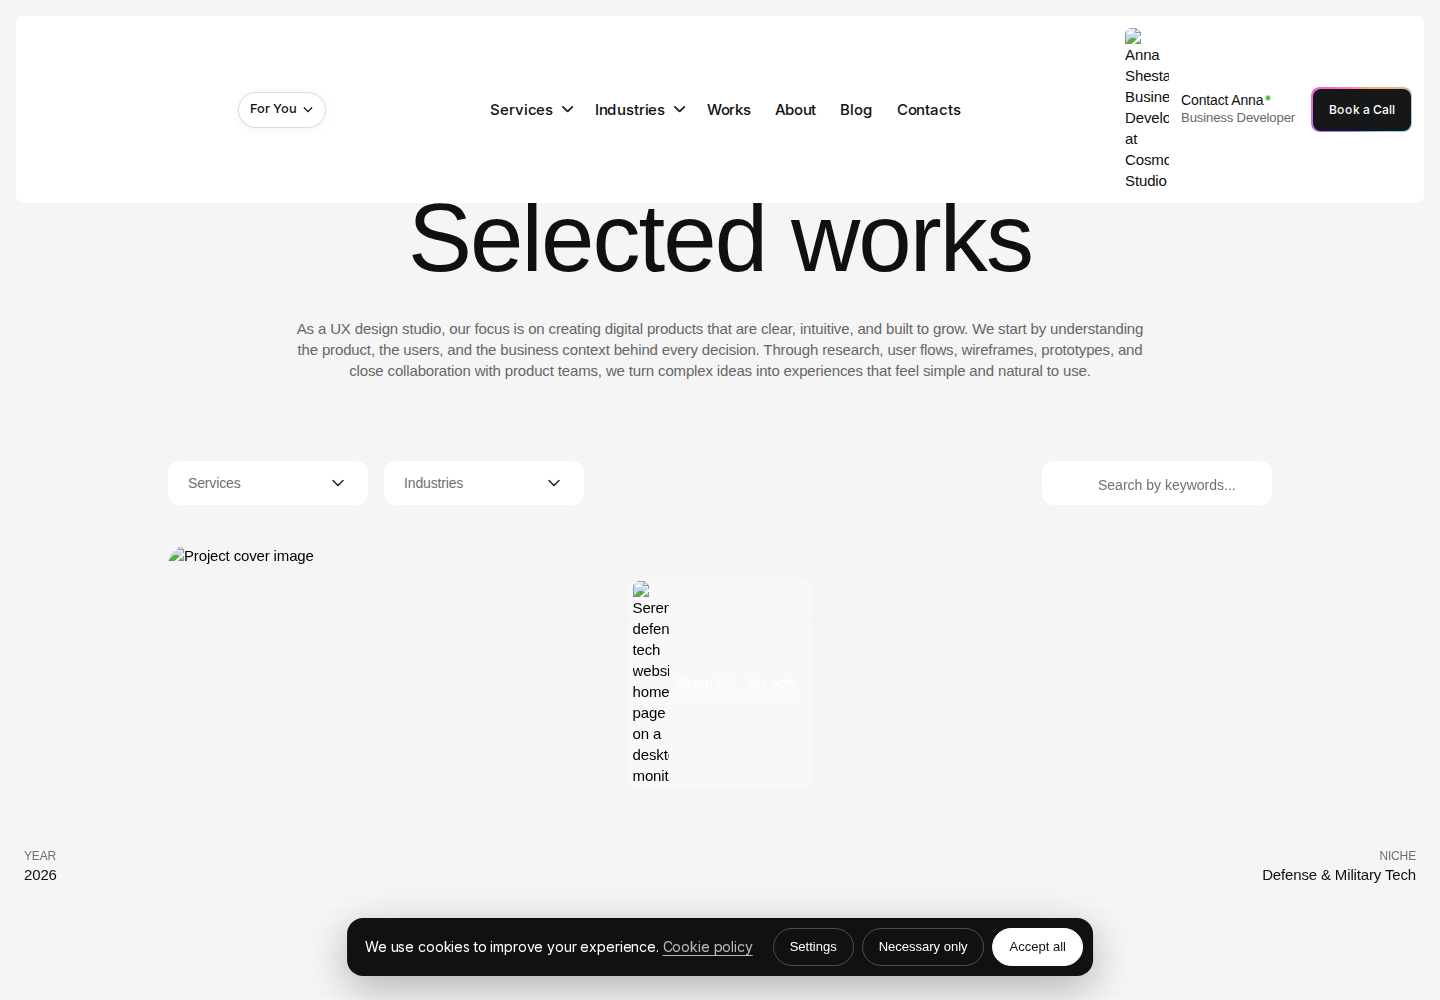 For You
Services
Industries
Works
About
Blog
Contacts
Anna
Shesta
Busine
Develo
at
Cosmo
Studio
Contact Anna
Business Developer
Book a Call
Selected works
As a UX design studio, our focus is on creating digital products that are clear, intuitive, and built to grow. We start by understanding
the product, the users, and the business context behind every decision. Through research, user flows, wireframes, prototypes, and
close collaboration with product teams, we turn complex ideas into experiences that feel simple and natural to use.
Services
Industries
Search by keywords...
Project cover image
Seren
defen
tech
websi
home
page
on a
deskt
monit
SerenX
See work
YEAR
2026
NICHE
Defense & Military Tech
We use cookies to improve your experience. Cookie policy
Settings
Necessary only
Accept all